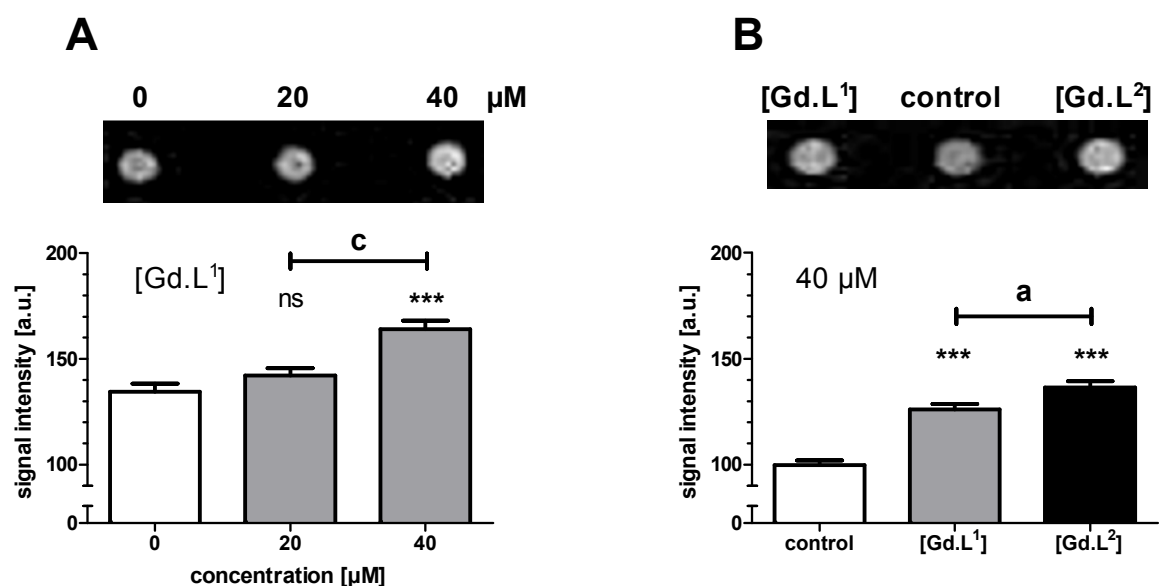 A
0 20 40 µM
c
200
[Gd.L¹]
ns
***
150
100
0
signal intensity [a.u.]
0 20 40
concentration [µM]
B
[Gd.L¹] control [Gd.L²]
200
40 µM
a
*** ***
150
100
0
signal intensity [a.u.]
control [Gd.L¹] [Gd.L²]